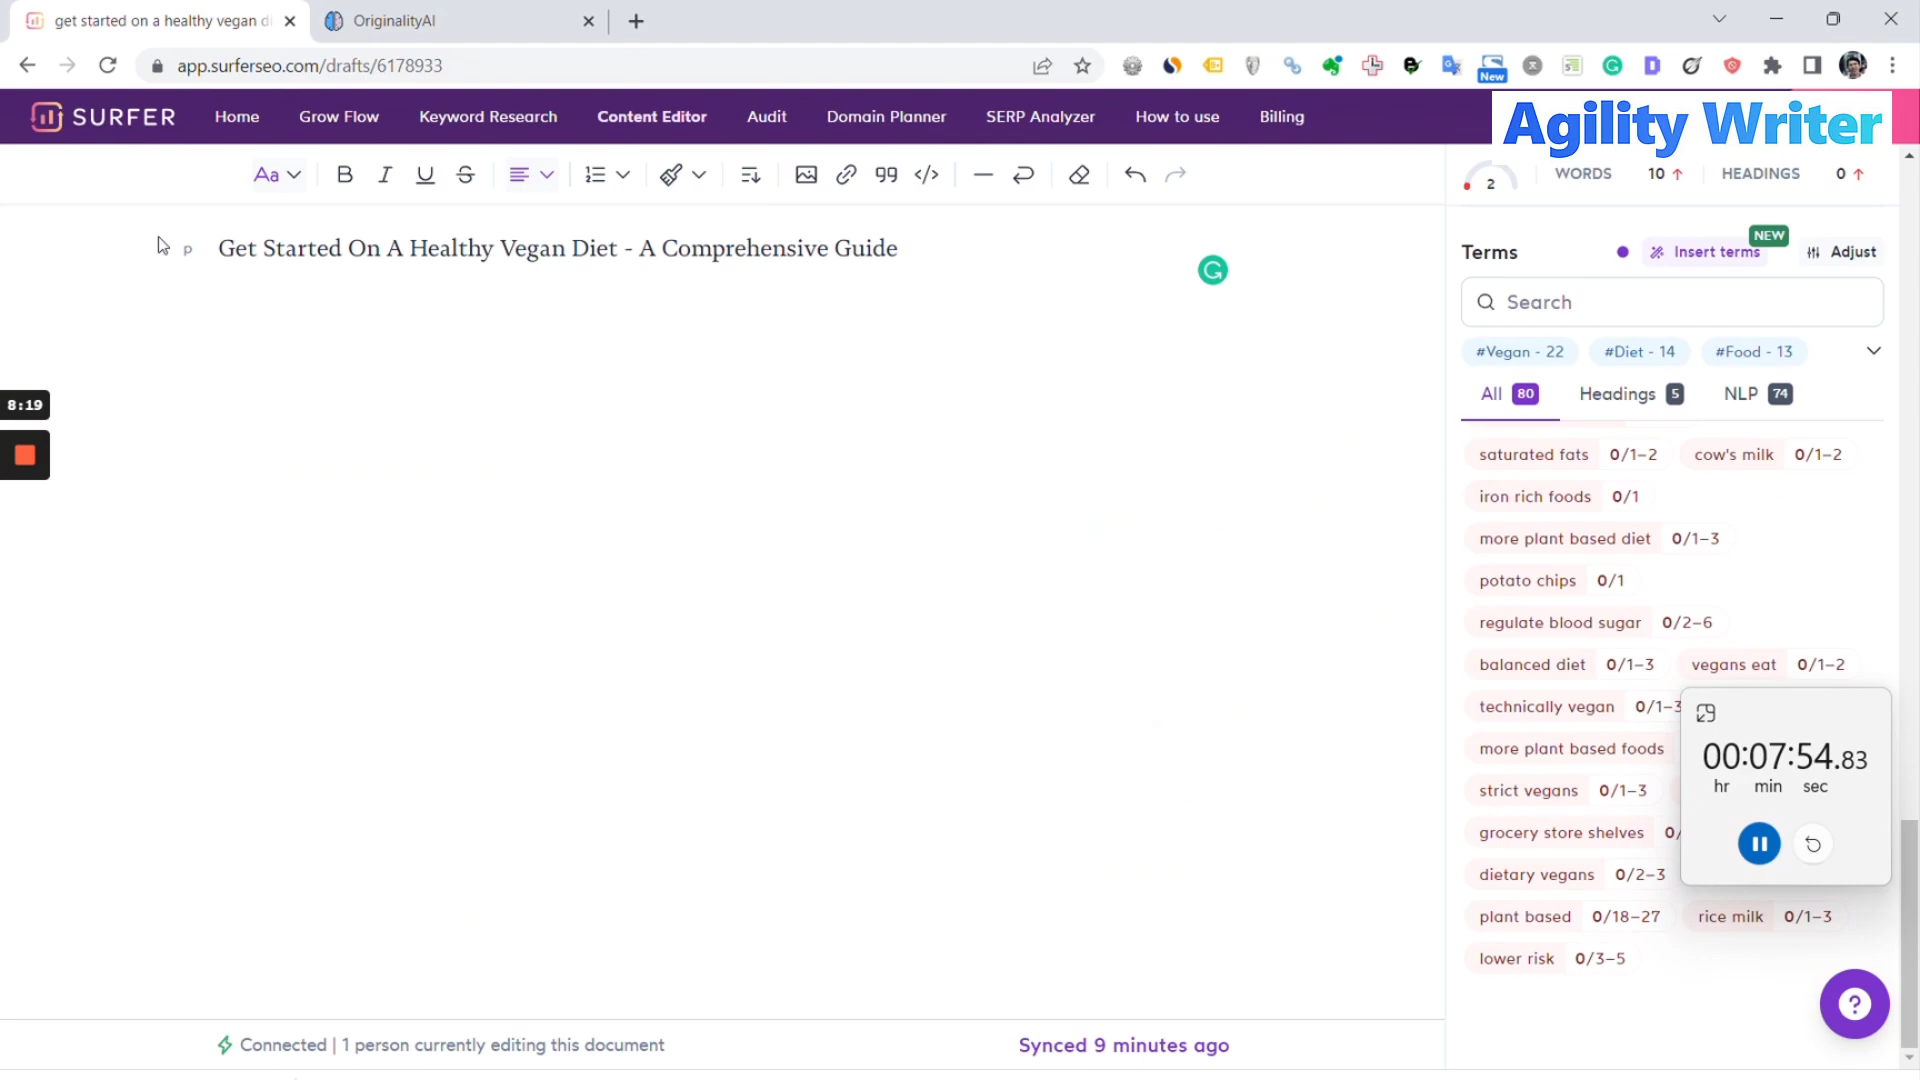 get started on a healthy vegan di
OriginalityAI
app.surferseo.com/drafts/6178933
New
SURFER
Home
Grow Flow
Keyword Research
Content Editor
Audit
Domain Planner
SERP Analyzer
How to use
Billing
Agility Writer
Aa
2
WORDS 10
HEADINGS 0
p
Get Started On A Healthy Vegan Diet - A Comprehensive Guide
8:19
Terms
NEW
Insert terms
Adjust
Search
#Vegan - 22
#Diet - 14
#Food - 13
All 80
Headings 5
NLP 74
saturated fats 0/1-2
cow's milk 0/1-2
iron rich foods 0/1
more plant based diet 0/1-3
potato chips 0/1
regulate blood sugar 0/2-6
balanced diet 0/1-3
vegans eat 0/1-2
technically vegan 0/1-3
more plant based foods
strict vegans 0/1-3
grocery store shelves 0/
dietary vegans 0/2-3
plant based 0/18-27
rice milk 0/1-3
lower risk 0/3-5
00:07:54.83
hr min sec
Connected | 1 person currently editing this document
Synced 9 minutes ago